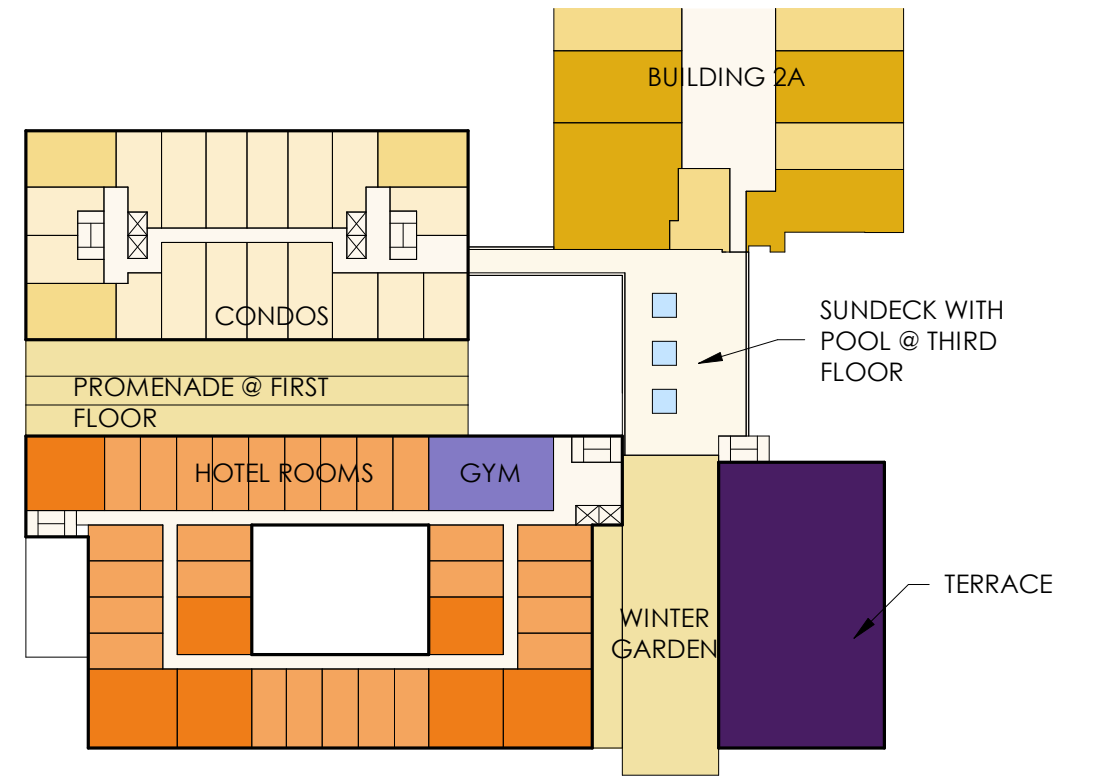 BUILDING 2A
CONDOS
SUNDECK WITH
POOL @ THIRD
FLOOR
PROMENADE @ FIRST
FLOOR
HOTEL ROOMS
GYM
TERRACE
WINTER
GARDEN